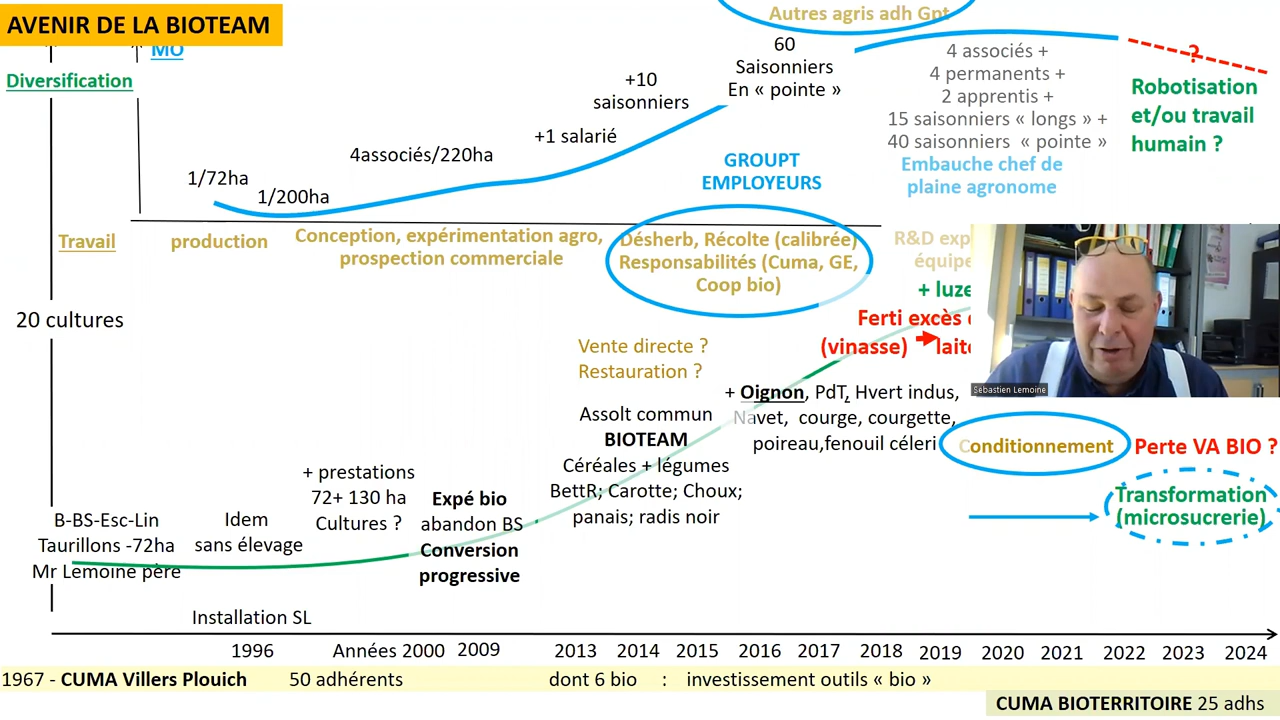 AVENIR DE LA BIOTEAM
Autres agris adh Gpt
MO
Diversification
60
Saisonniers
En « pointe »
+10
saisonniers
+1 salarié
4associés/220ha
1/72ha
1/200ha
4 associés +
4 permanents +
2 apprentis +
15 saisonniers « longs » +
40 saisonniers « pointe »
Embauche chef de
plaine agronome
?
Robotisation
et/ou travail
humain ?
GROUPT
EMPLOYEURS
Travail
production
Conception, expérimentation agro,
prospection commerciale
Désherb, Récolte (calibrée)
Responsabilités (Cuma, GE,
Coop bio)
R&D exp
équipe
+ luze
Ferti excès
(vinasse)
laito
20 cultures
Vente directe ?
Restauration ?
+ Oignon, PdT, Hvert indus,
Navet, courge, courgette,
poireau,fenouil céleri
Sébastien Lemoine
Conditionnement
Perte VA BIO ?
Transformation
(microsucrerie)
Assolt commun
BIOTEAM
Céréales + légumes
BettR; Carotte; Choux;
panais; radis noir
+ prestations
72+ 130 ha
Cultures ?
Expé bio
abandon BS
Conversion
progressive
B-BS-Esc-Lin
Taurillons -72ha
Mr Lemoine père
Idem
sans élevage
Installation SL
1996 Années 2000 2009 2013 2014 2015 2016 2017 2018 2019 2020 2021 2022 2023 2024
1967 - CUMA Villers Plouich 50 adhérents dont 6 bio : investissement outils « bio »
CUMA BIOTERRITOIRE 25 adhs